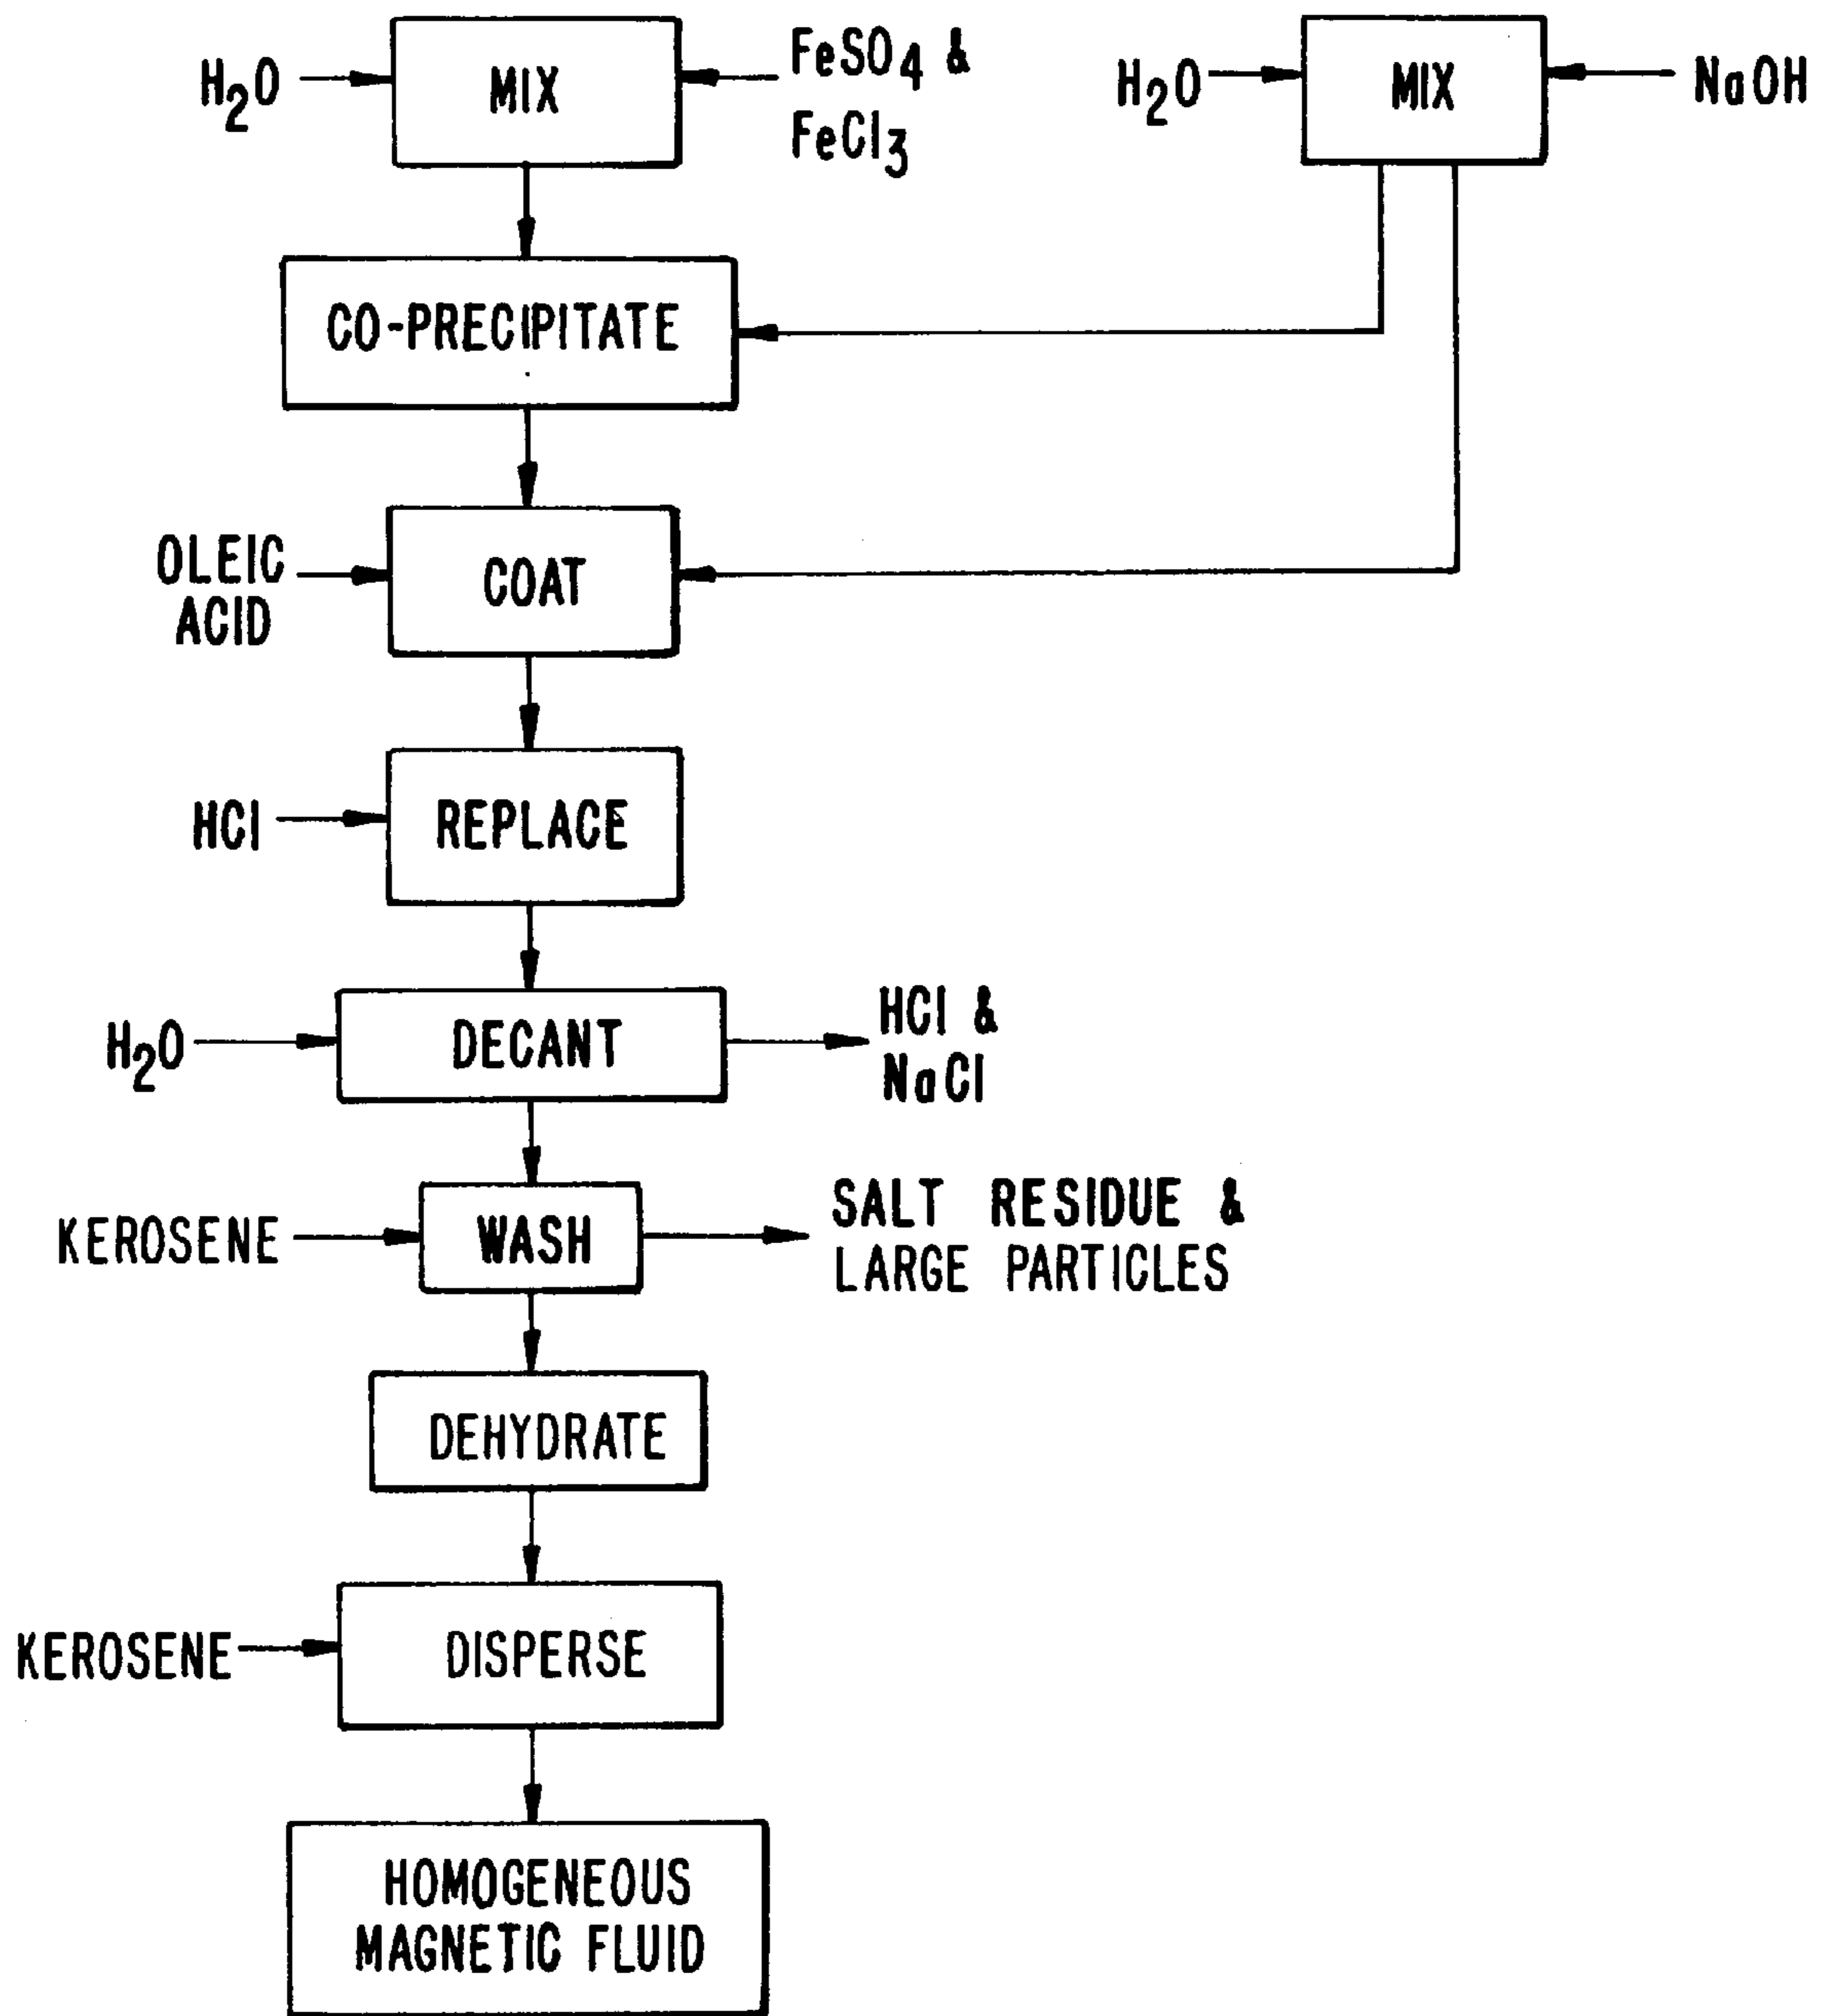 H2O
MIX
FeSO4 &
FeCl3
H2O
MIX
NaOH
CO-PRECIPITATE
OLEIC
ACID
COAT
HCl
REPLACE
H2O
DECANT
HCl &
NaCl
KEROSENE
WASH
SALT RESIDUE &
LARGE PARTICLES
DEHYDRATE
KEROSENE
DISPERSE
HOMOGENEOUS
MAGNETIC FLUID